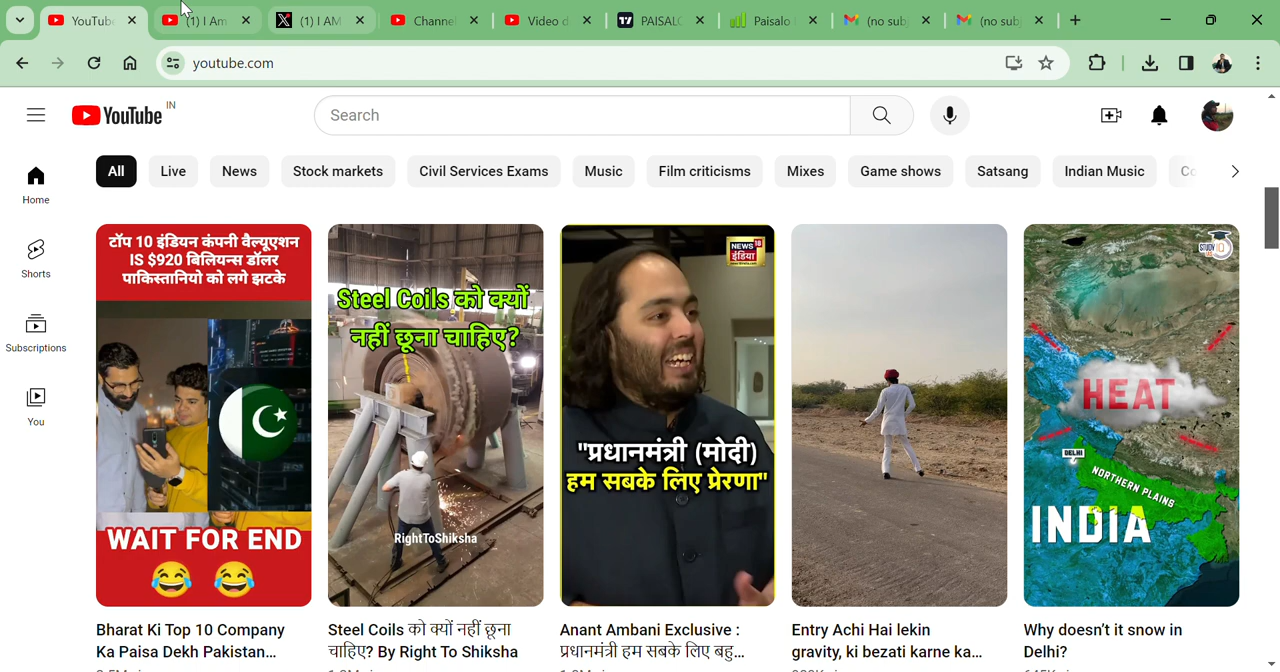 YouTube
(1) I Am
(1) I AM
Channel
Video d
PAISALO
Paisalo
(no sub
(no sub
youtube.com
YouTube IN
Search
All
Live
News
Stock markets
Civil Services Exams
Music
Film criticisms
Mixes
Game shows
Satsang
Indian Music
Home
Shorts
Subscriptions
You
टॉप 10 इंडियन कंपनी वैल्यूएशन
IS $920 बिलियन्स डॉलर
पाकिस्तानियो को लगे झटके
WAIT FOR END
Bharat Ki Top 10 Company
Ka Paisa Dekh Pakistan...
Steel Coils को क्यों
नहीं छूना चाहिए?
RightToShiksha
Steel Coils को क्यों नहीं छूना
चाहिए? By Right To Shiksha
NEWS 18
इंडिया
"प्रधानमंत्री (मोदी)
हम सबके लिए प्रेरणा"
Anant Ambani Exclusive :
प्रधानमंत्री हम सबके लिए बहु...
Entry Achi Hai lekin
gravity, ki bezati karne ka...
STUDY IQ
HEAT
DELHI
NORTHERN PLAINS
INDIA
Why doesn't it snow in
Delhi?